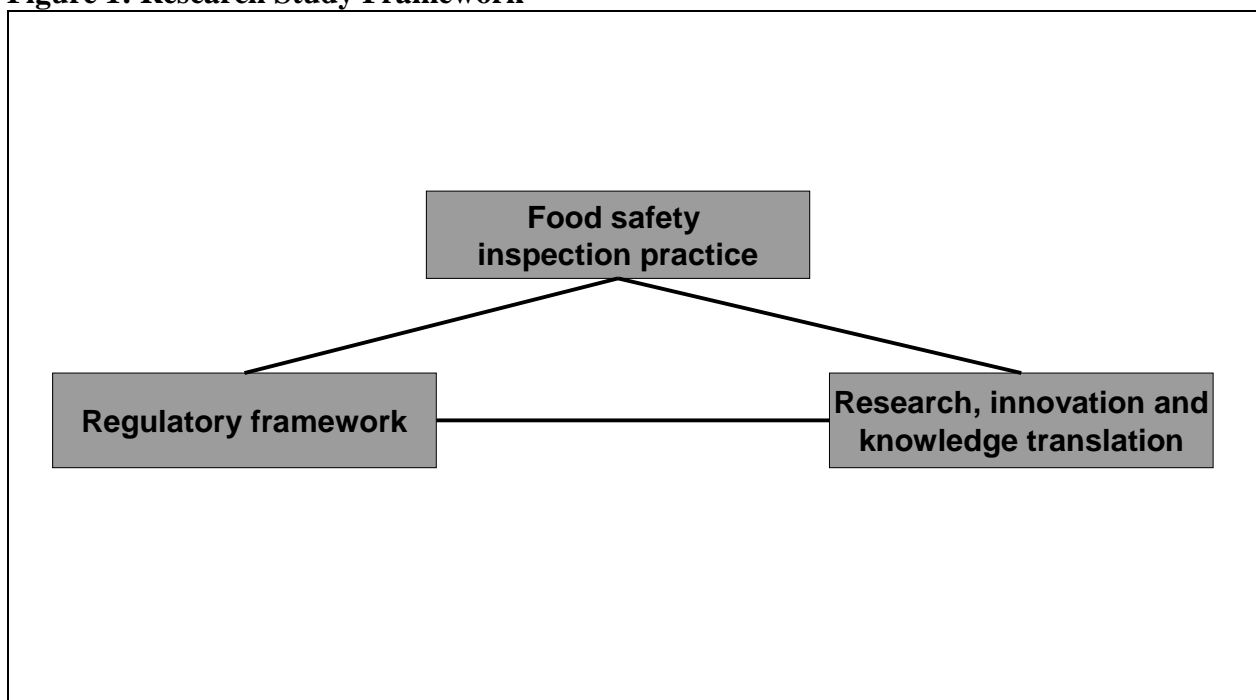 Figure 1: Research Study Framework
Food safety
inspection practice
Regulatory framework
Research, innovation and
knowledge translation